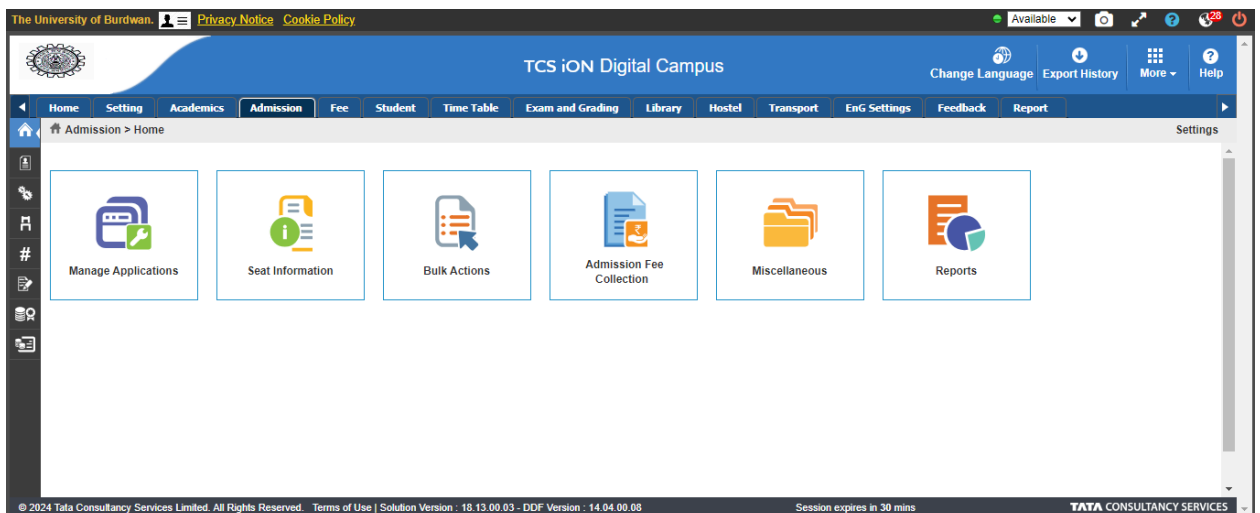 The University of Burdwan. Privacy Notice Cookie Policy Available 28
TCS iON Digital Campus
Change Language Export History More Help
Home Setting Academics Admission Fee Student Time Table Exam and Grading Library Hostel Transport EnG Settings Feedback Report
Admission > Home Settings
Manage Applications
Seat Information
Bulk Actions
Admission Fee
Collection
Miscellaneous
Reports
© 2024 Tata Consultancy Services Limited. All Rights Reserved. Terms of Use | Solution Version : 18.13.00.03 - DDF Version : 14.04.00.08 Session expires in 30 mins TATA CONSULTANCY SERVICES